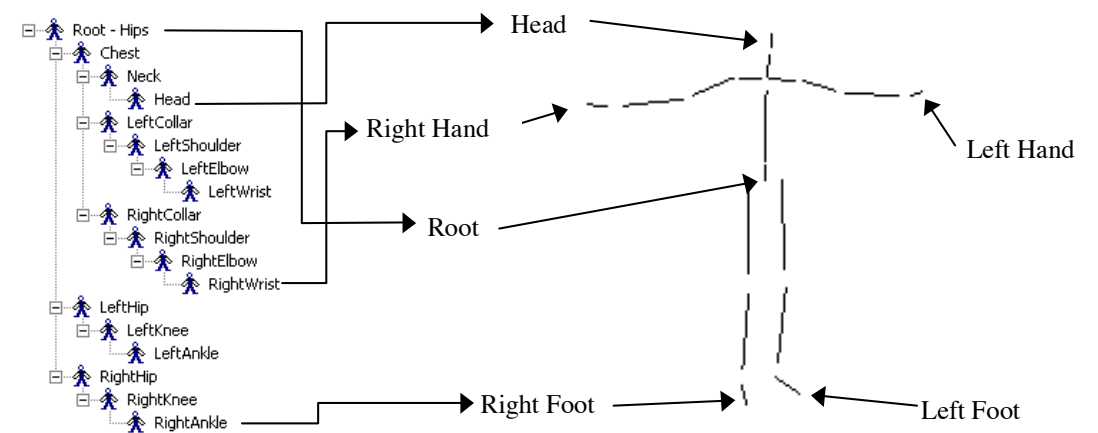 Root - Hips
Chest
Neck
Head
LeftCollar
LeftShoulder
LeftElbow
LeftWrist
RightCollar
RightShoulder
RightElbow
RightWrist
LeftHip
LeftKnee
LeftAnkle
RightHip
RightKnee
RightAnkle
Head
Right Hand
Left Hand
Root
Right Foot
Left Foot